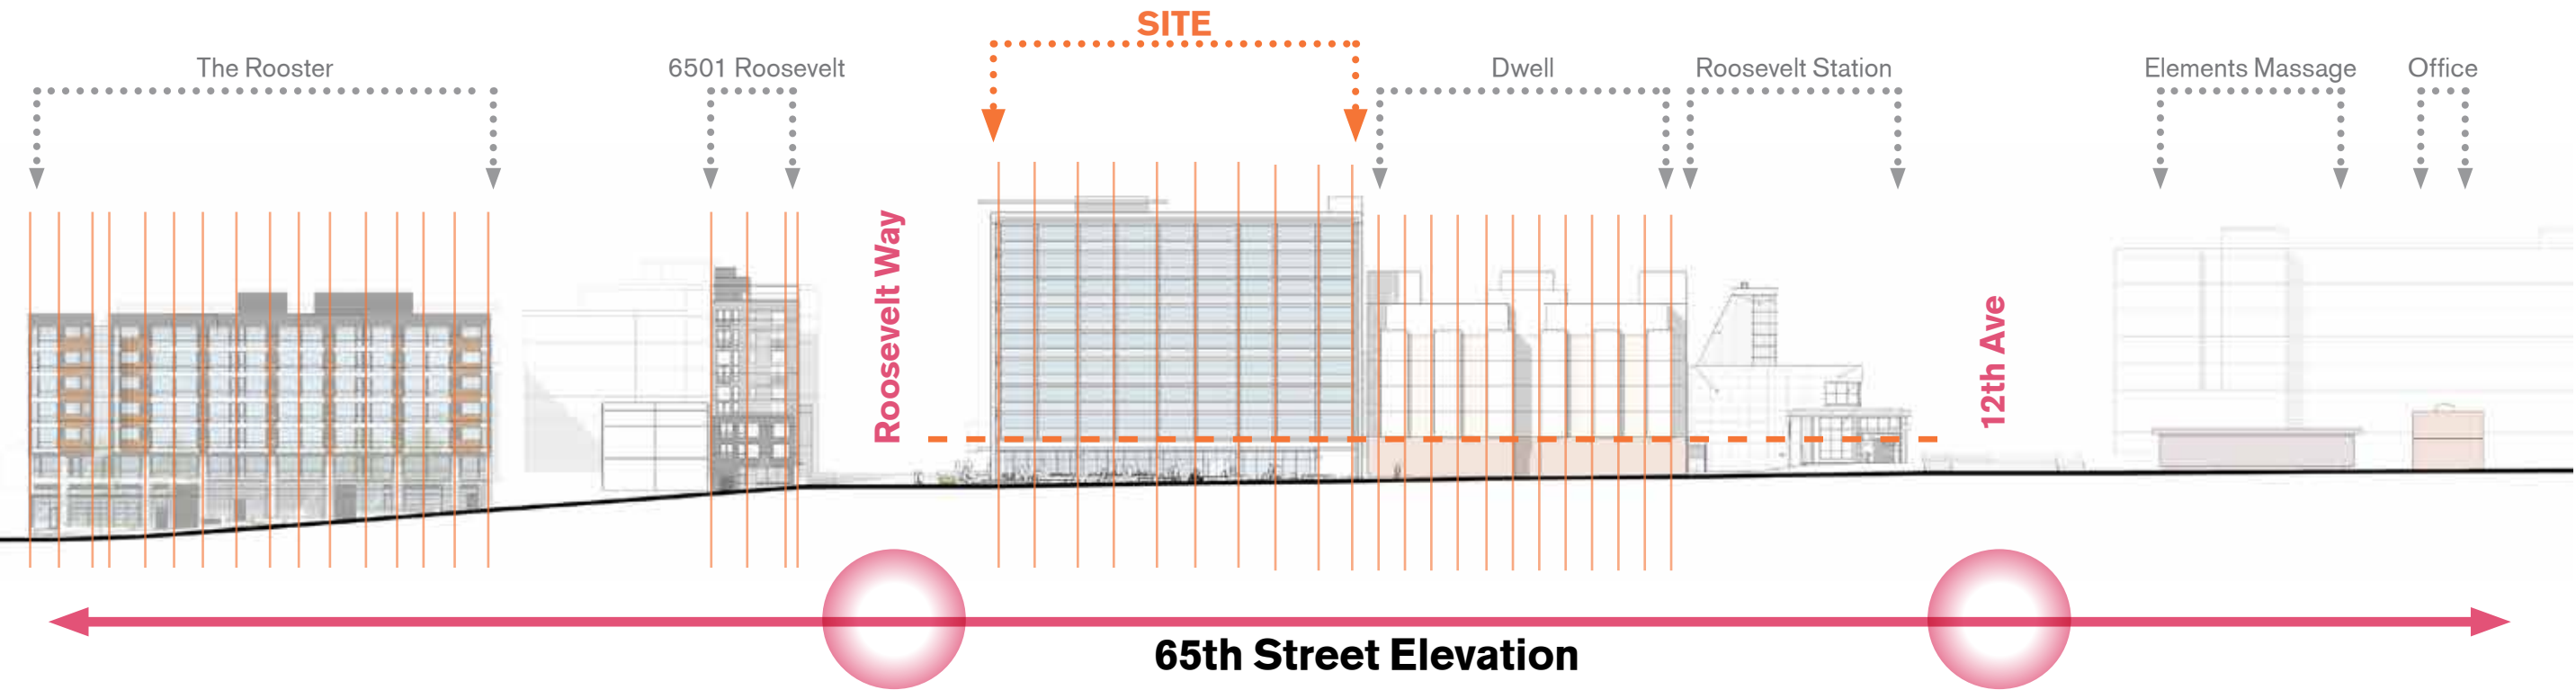 SITE
The Rooster
6501 Roosevelt
Dwell
Roosevelt Station
Elements Massage
Office
Roosevelt Way
12th Ave
65th Street Elevation